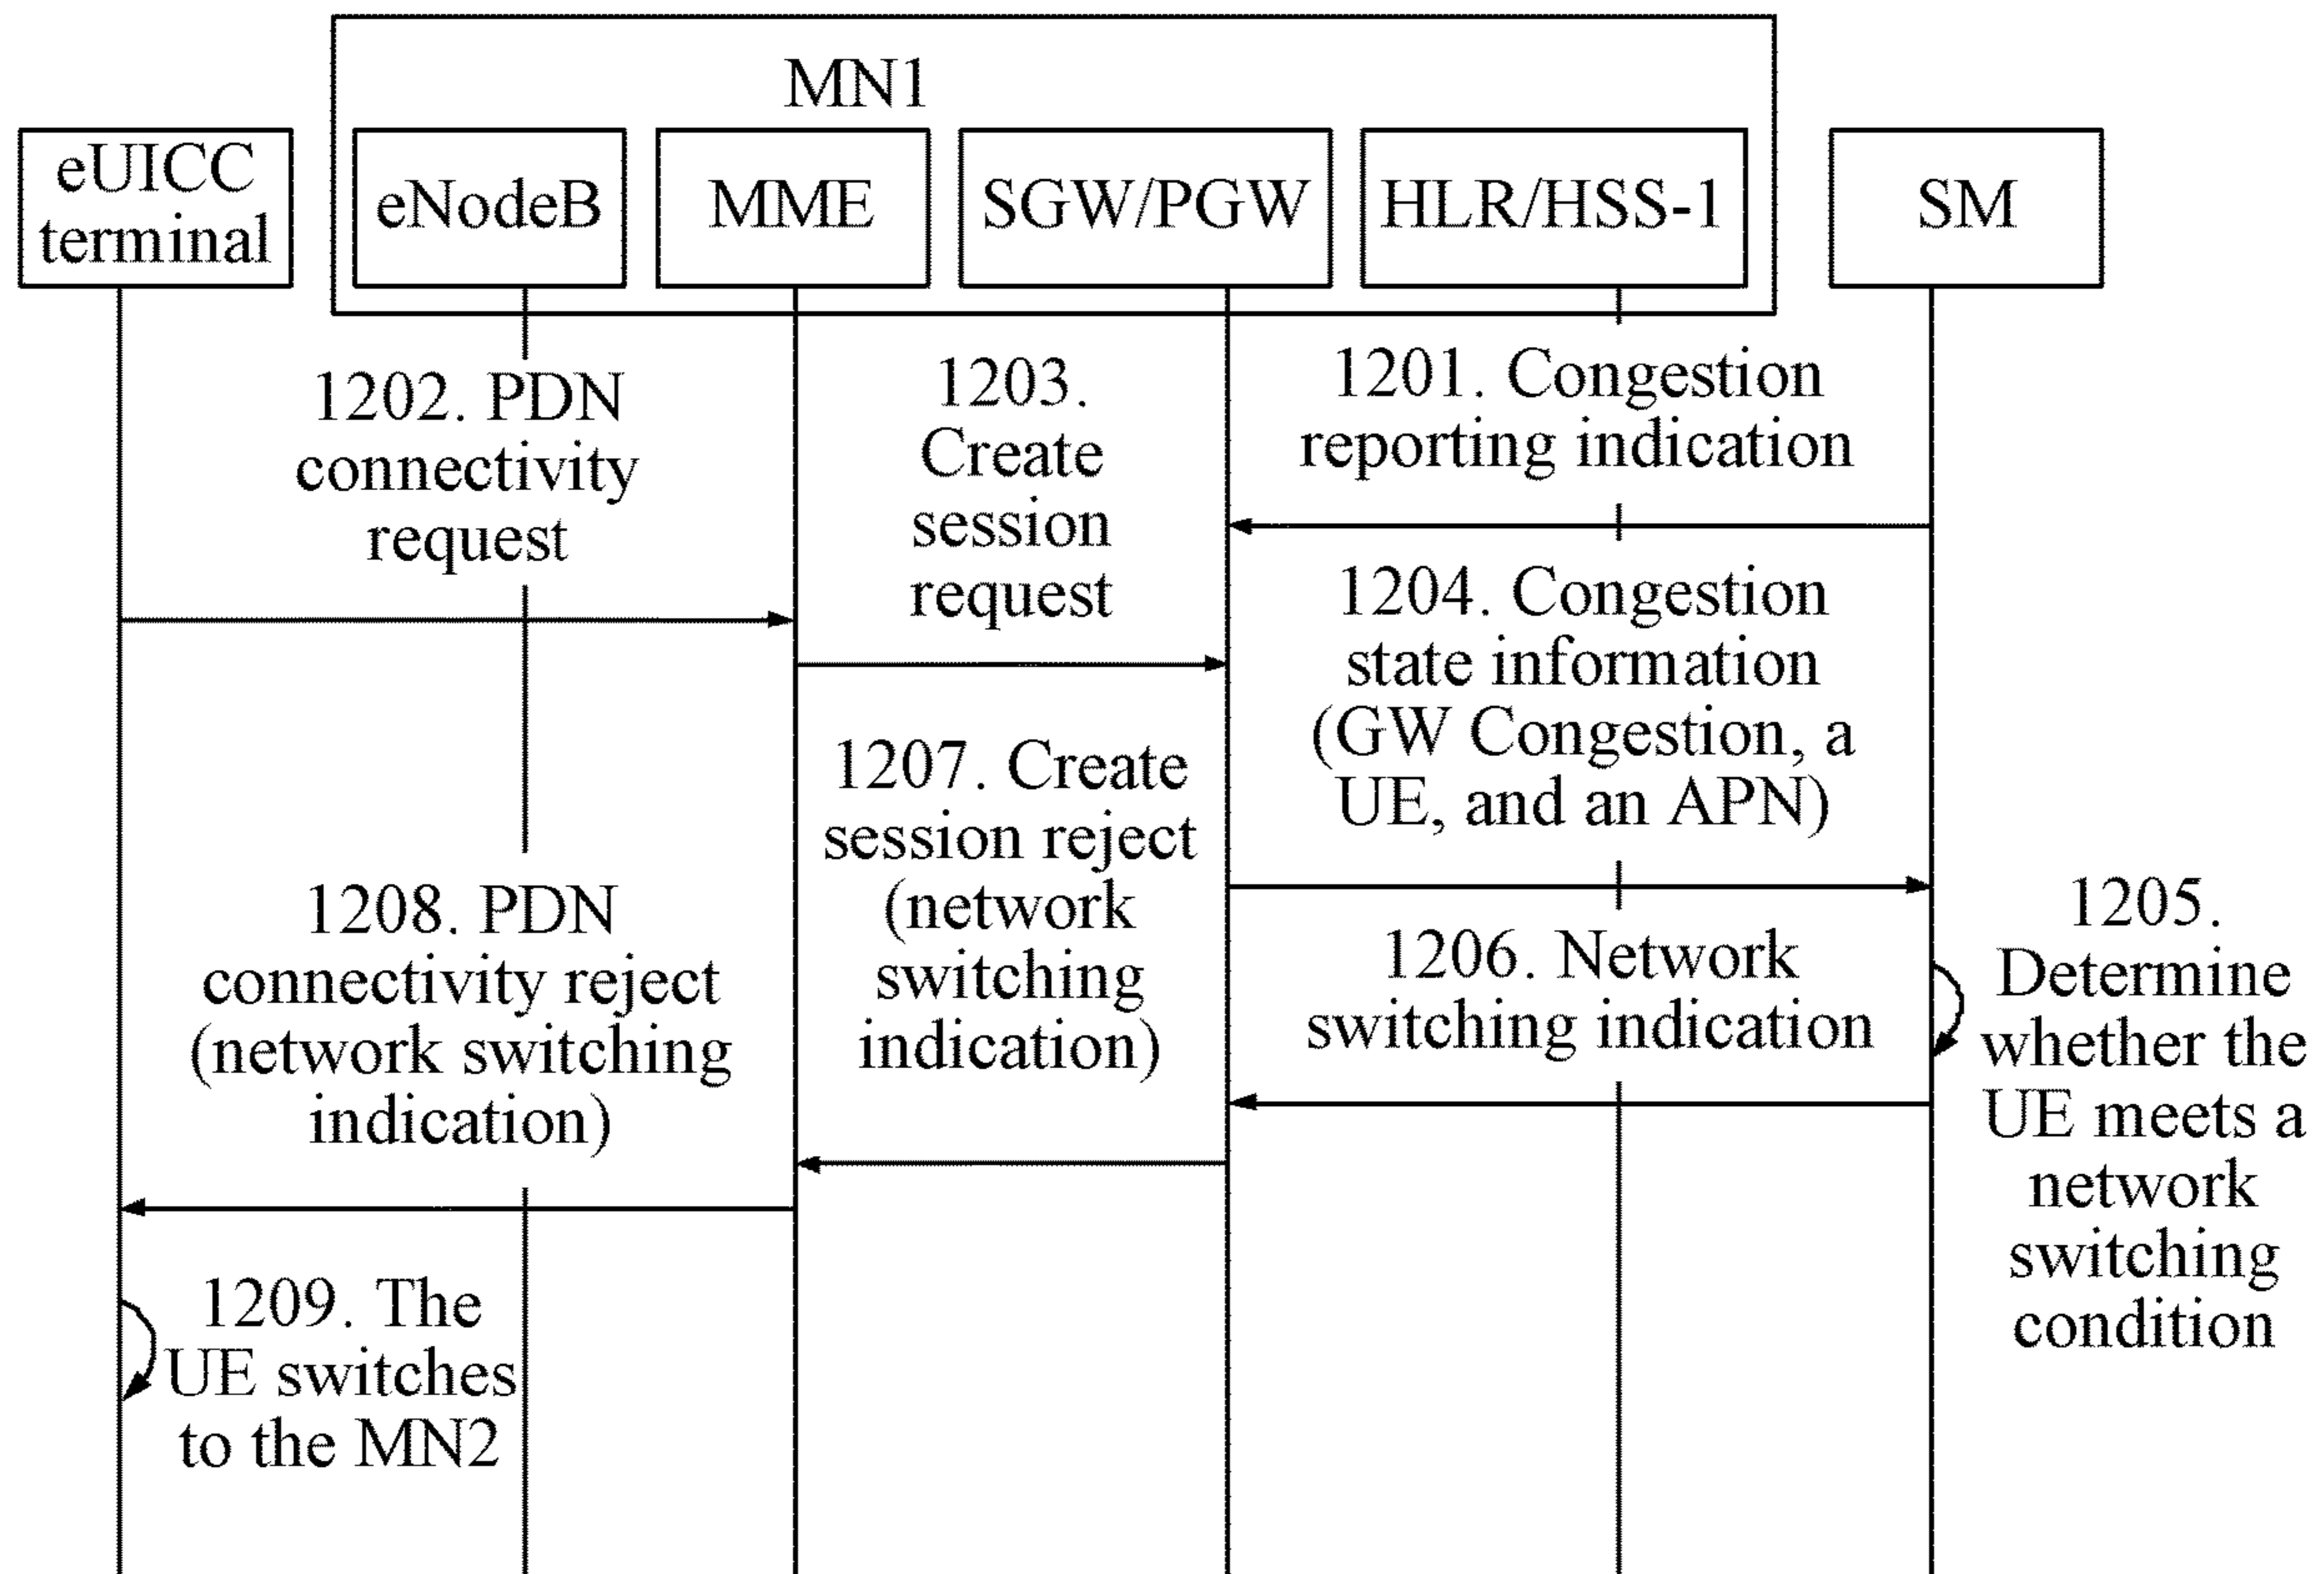 MN1
eUICC
terminal
eNodeB
MME
SGW/PGW
HLR/HSS-1
SM
1201. Congestion
reporting indication
1202. PDN
connectivity
request
1203.
Create
session
request
1204. Congestion
state information
(GW Congestion, a
UE, and an APN)
1205.
Determine
whether the
UE meets a
network
switching
condition
1206. Network
switching indication
1207. Create
session reject
(network
switching
indication)
1208. PDN
connectivity reject
(network switching
indication)
1209. The
UE switches
to the MN2